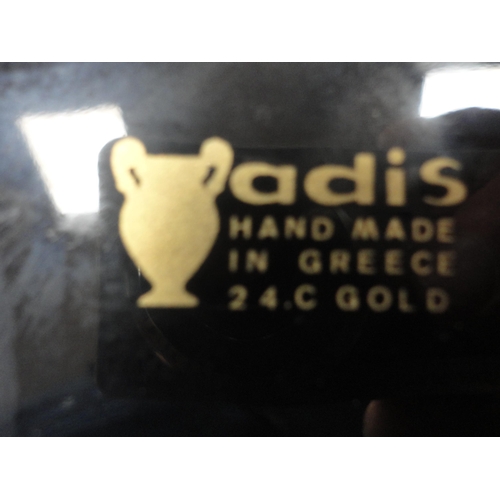 adis
HAND MADE
IN GREECE
24.C GOLD